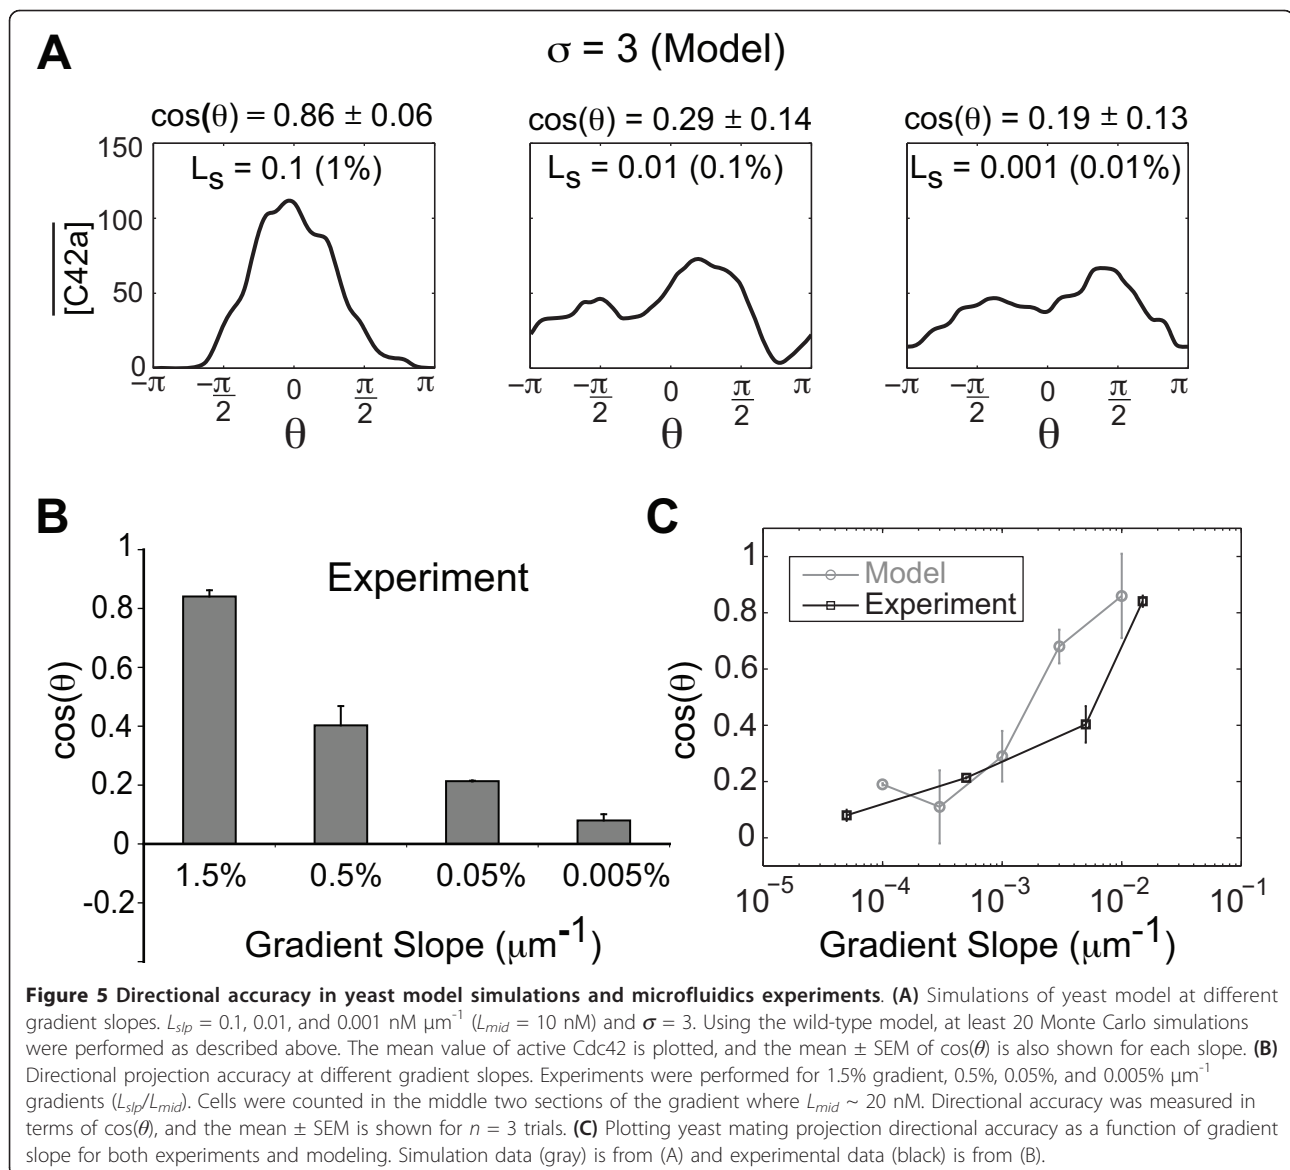 A
σ = 3 (Model)
cos(θ) = 0.86 ± 0.06
cos(θ) = 0.29 ± 0.14
cos(θ) = 0.19 ± 0.13
L_S = 0.1 (1%)
L_S = 0.01 (0.1%)
L_S = 0.001 (0.01%)
150
100
50
0
[C42a]
−π −π/2 0 π/2 π
−π −π/2 0 π/2 π
−π −π/2 0 π/2 π
θ
θ
θ
B
Experiment
1
0.8
0.6
0.4
0.2
0
-0.2
cos(θ)
1.5% 0.5% 0.05% 0.005%
Gradient Slope (μm⁻¹)
C
Model
Experiment
1
0.8
0.6
0.4
0.2
0
cos(θ)
10⁻⁵ 10⁻⁴ 10⁻³ 10⁻² 10⁻¹
Gradient Slope (μm⁻¹)
Figure 5 Directional accuracy in yeast model simulations and microfluidics experiments. (A) Simulations of yeast model at different
gradient slopes. L_slp = 0.1, 0.01, and 0.001 nM μm⁻¹ (L_mid = 10 nM) and σ = 3. Using the wild-type model, at least 20 Monte Carlo simulations
were performed as described above. The mean value of active Cdc42 is plotted, and the mean ± SEM of cos(θ) is also shown for each slope. (B)
Directional projection accuracy at different gradient slopes. Experiments were performed for 1.5% gradient, 0.5%, 0.05%, and 0.005% μm⁻¹
gradients (L_slp/L_mid). Cells were counted in the middle two sections of the gradient where L_mid ~ 20 nM. Directional accuracy was measured in
terms of cos(θ), and the mean ± SEM is shown for n = 3 trials. (C) Plotting yeast mating projection directional accuracy as a function of gradient
slope for both experiments and modeling. Simulation data (gray) is from (A) and experimental data (black) is from (B).